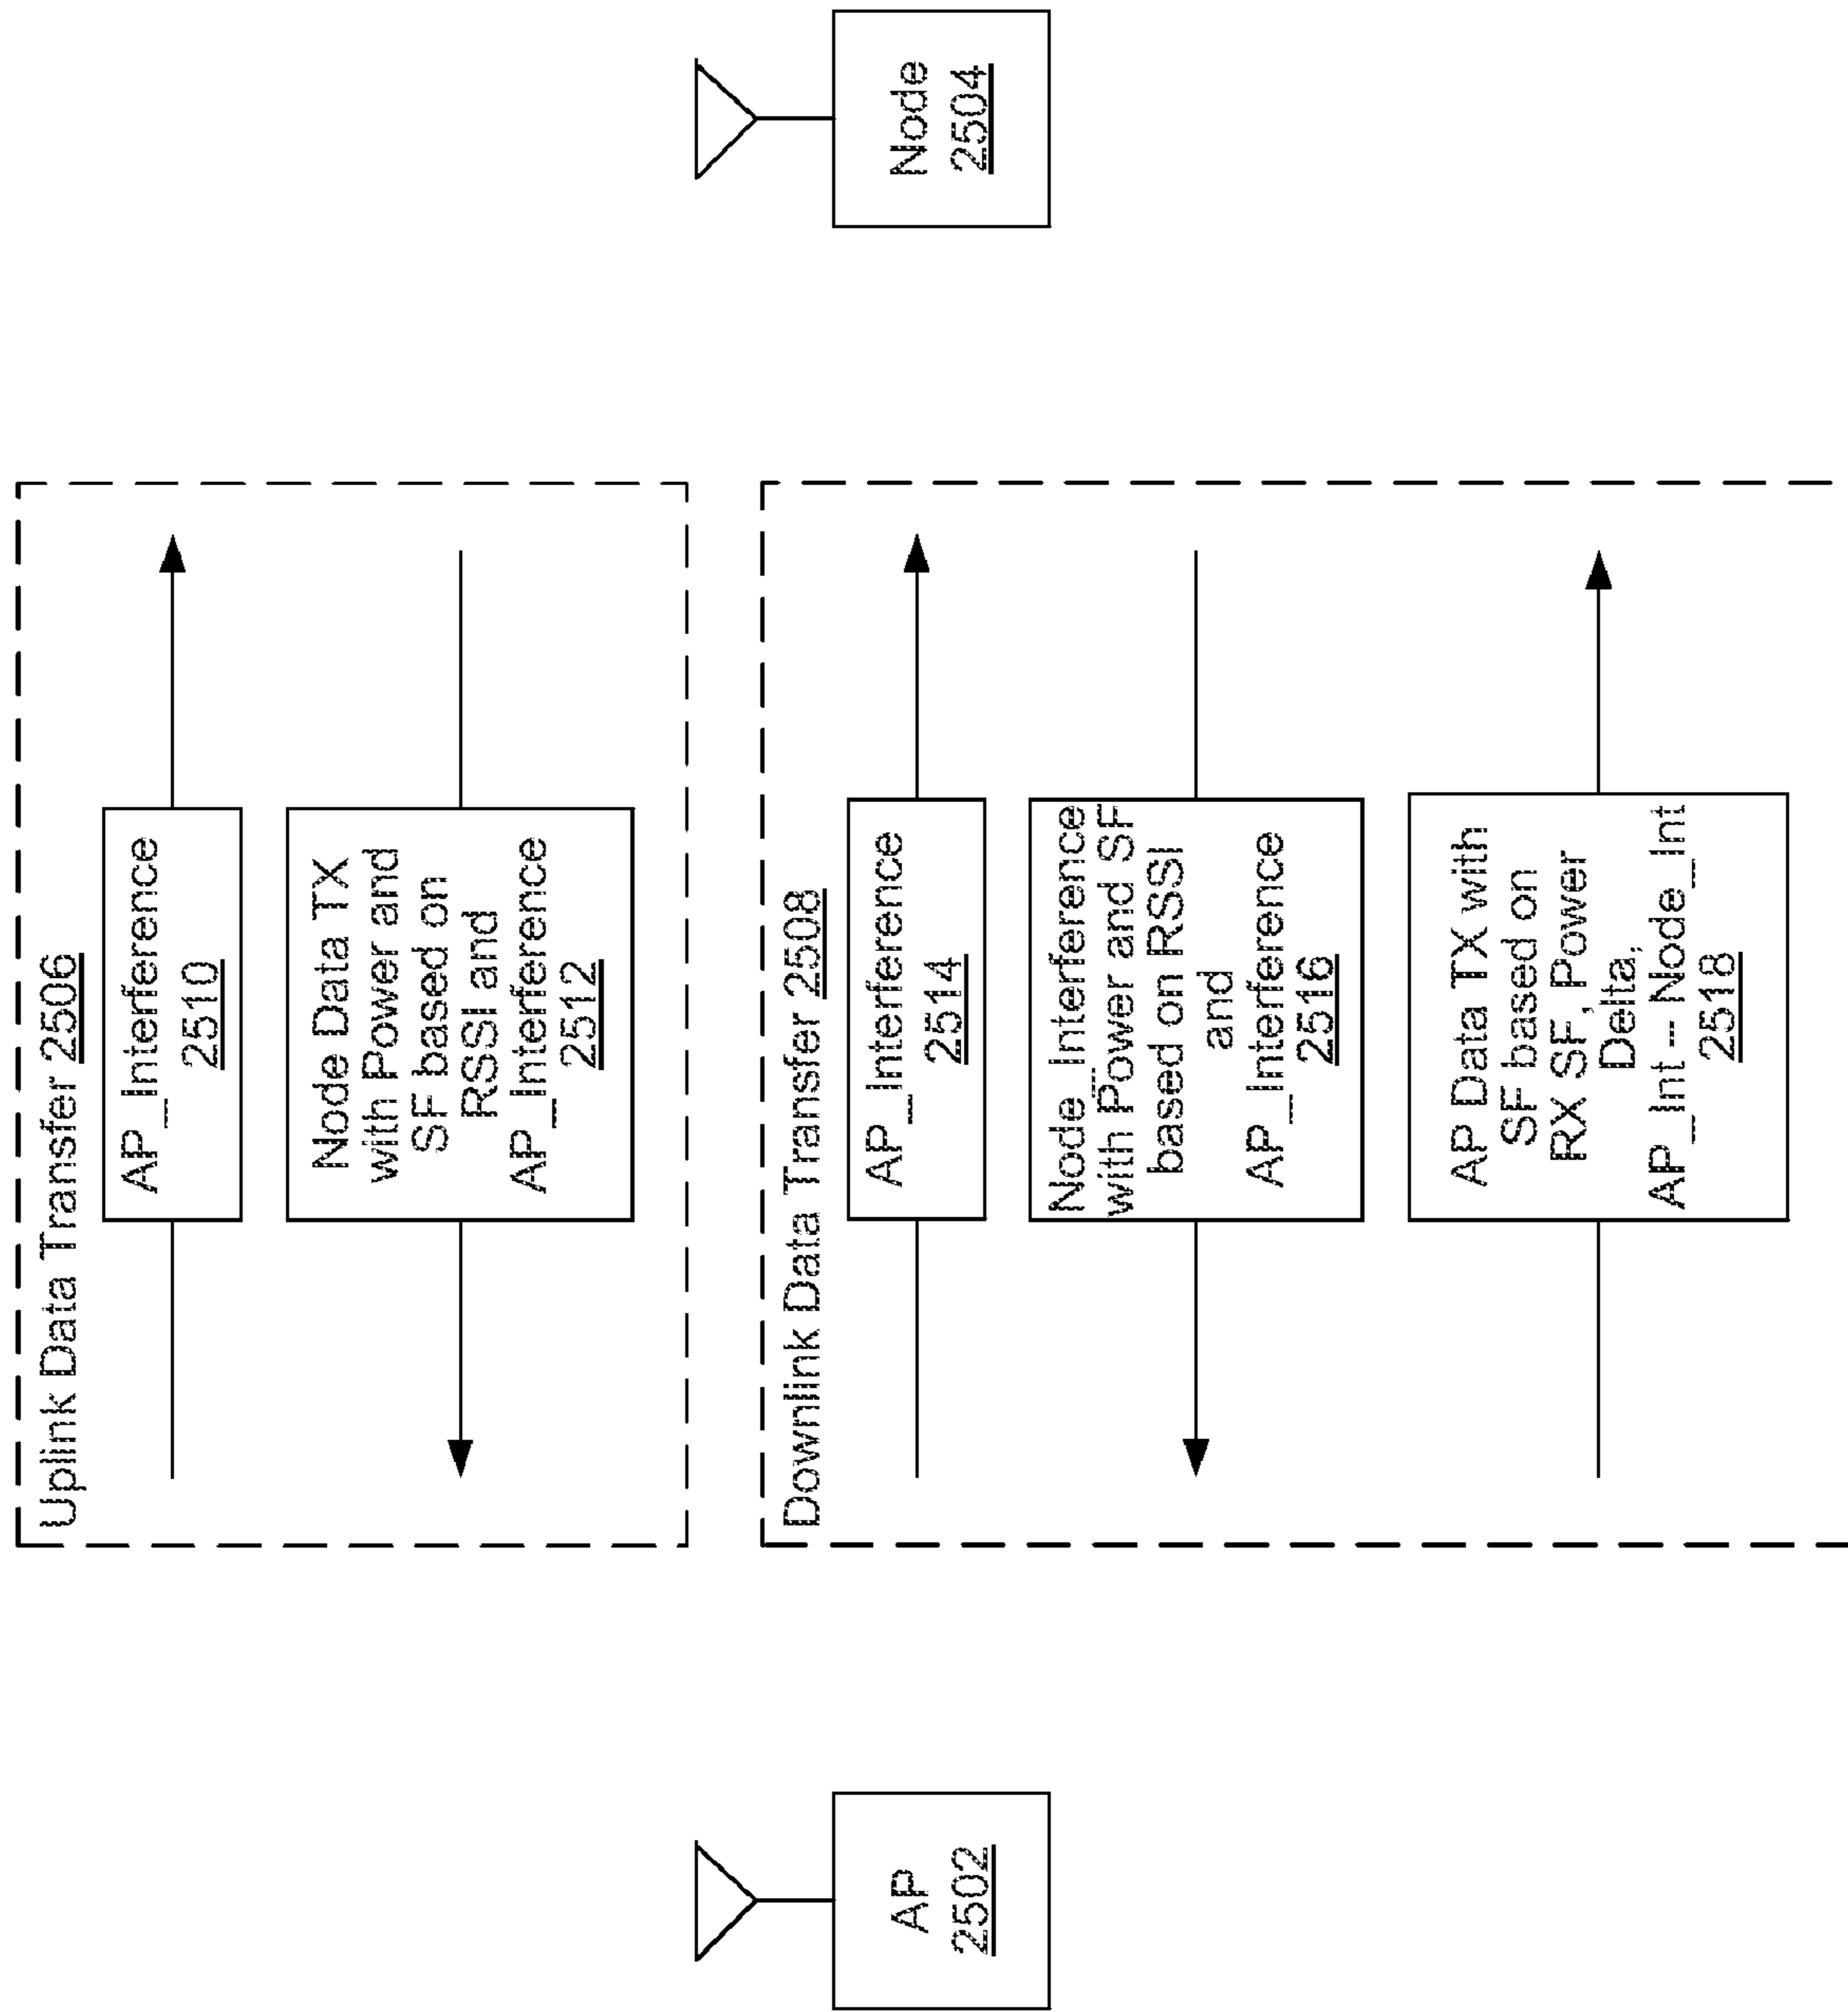 Uplink Data Transfer 2506
AP_Interference
2510
Node Data TX
with Power and
SF based on
RSSI and
AP_Interference
2512
AP
2502
Node
2504
Downlink Data Transfer 2508
AP_Interference
2514
Node_Interference
with Power and SF
based on RSSI
and
AP_Interference
2516
AP Data TX with
SF based on
RX SF, Power
Delta,
AP_Int -- Node_Int
2518